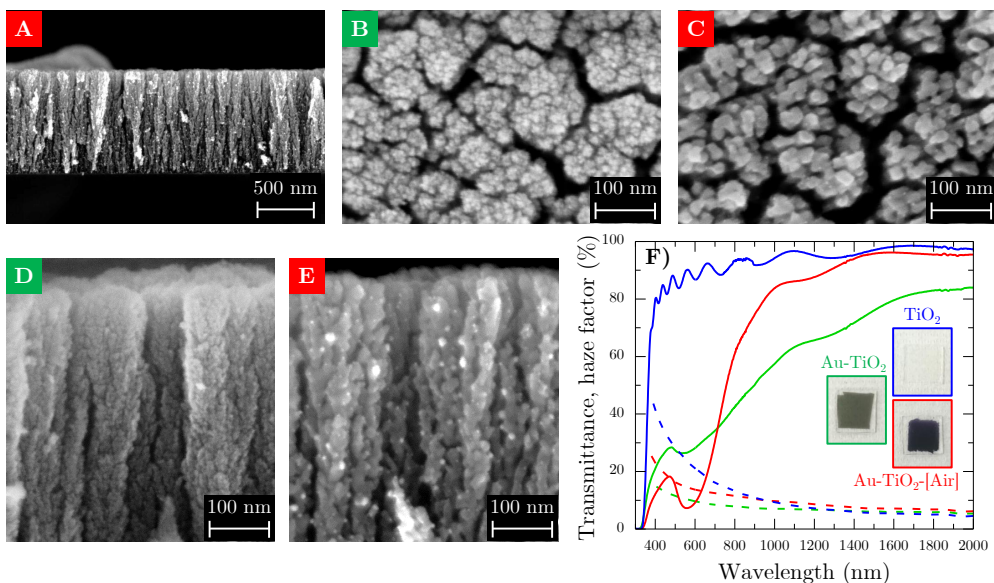 A
500 nm
B
100 nm
C
100 nm
D
100 nm
E
100 nm
F)
Transmittance, haze factor (%)
100
80
60
40
20
0
400 600 800 1000 1200 1400 1600 1800 2000
Wavelength (nm)
TiO₂
Au-TiO₂
Au-TiO₂-[Air]